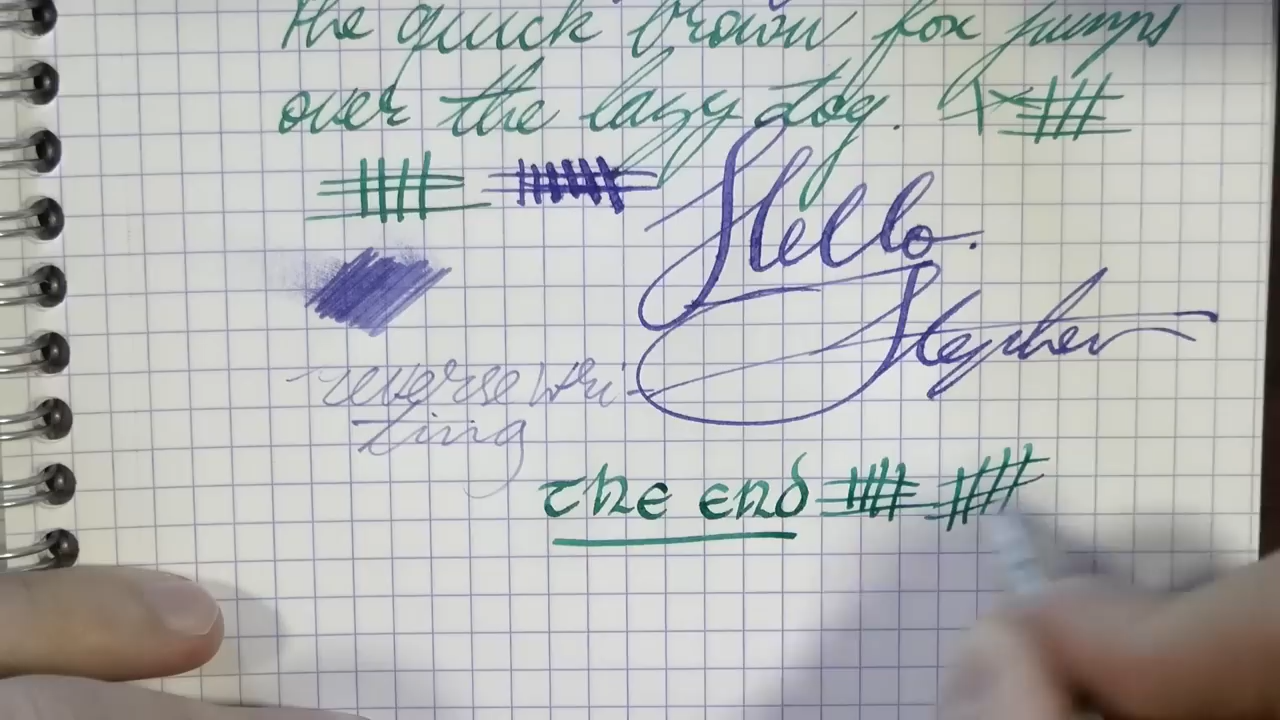 The quick brown fox jumps
over the lazy dog.
Hello.
Stephen
reverse wri-
ting
the end